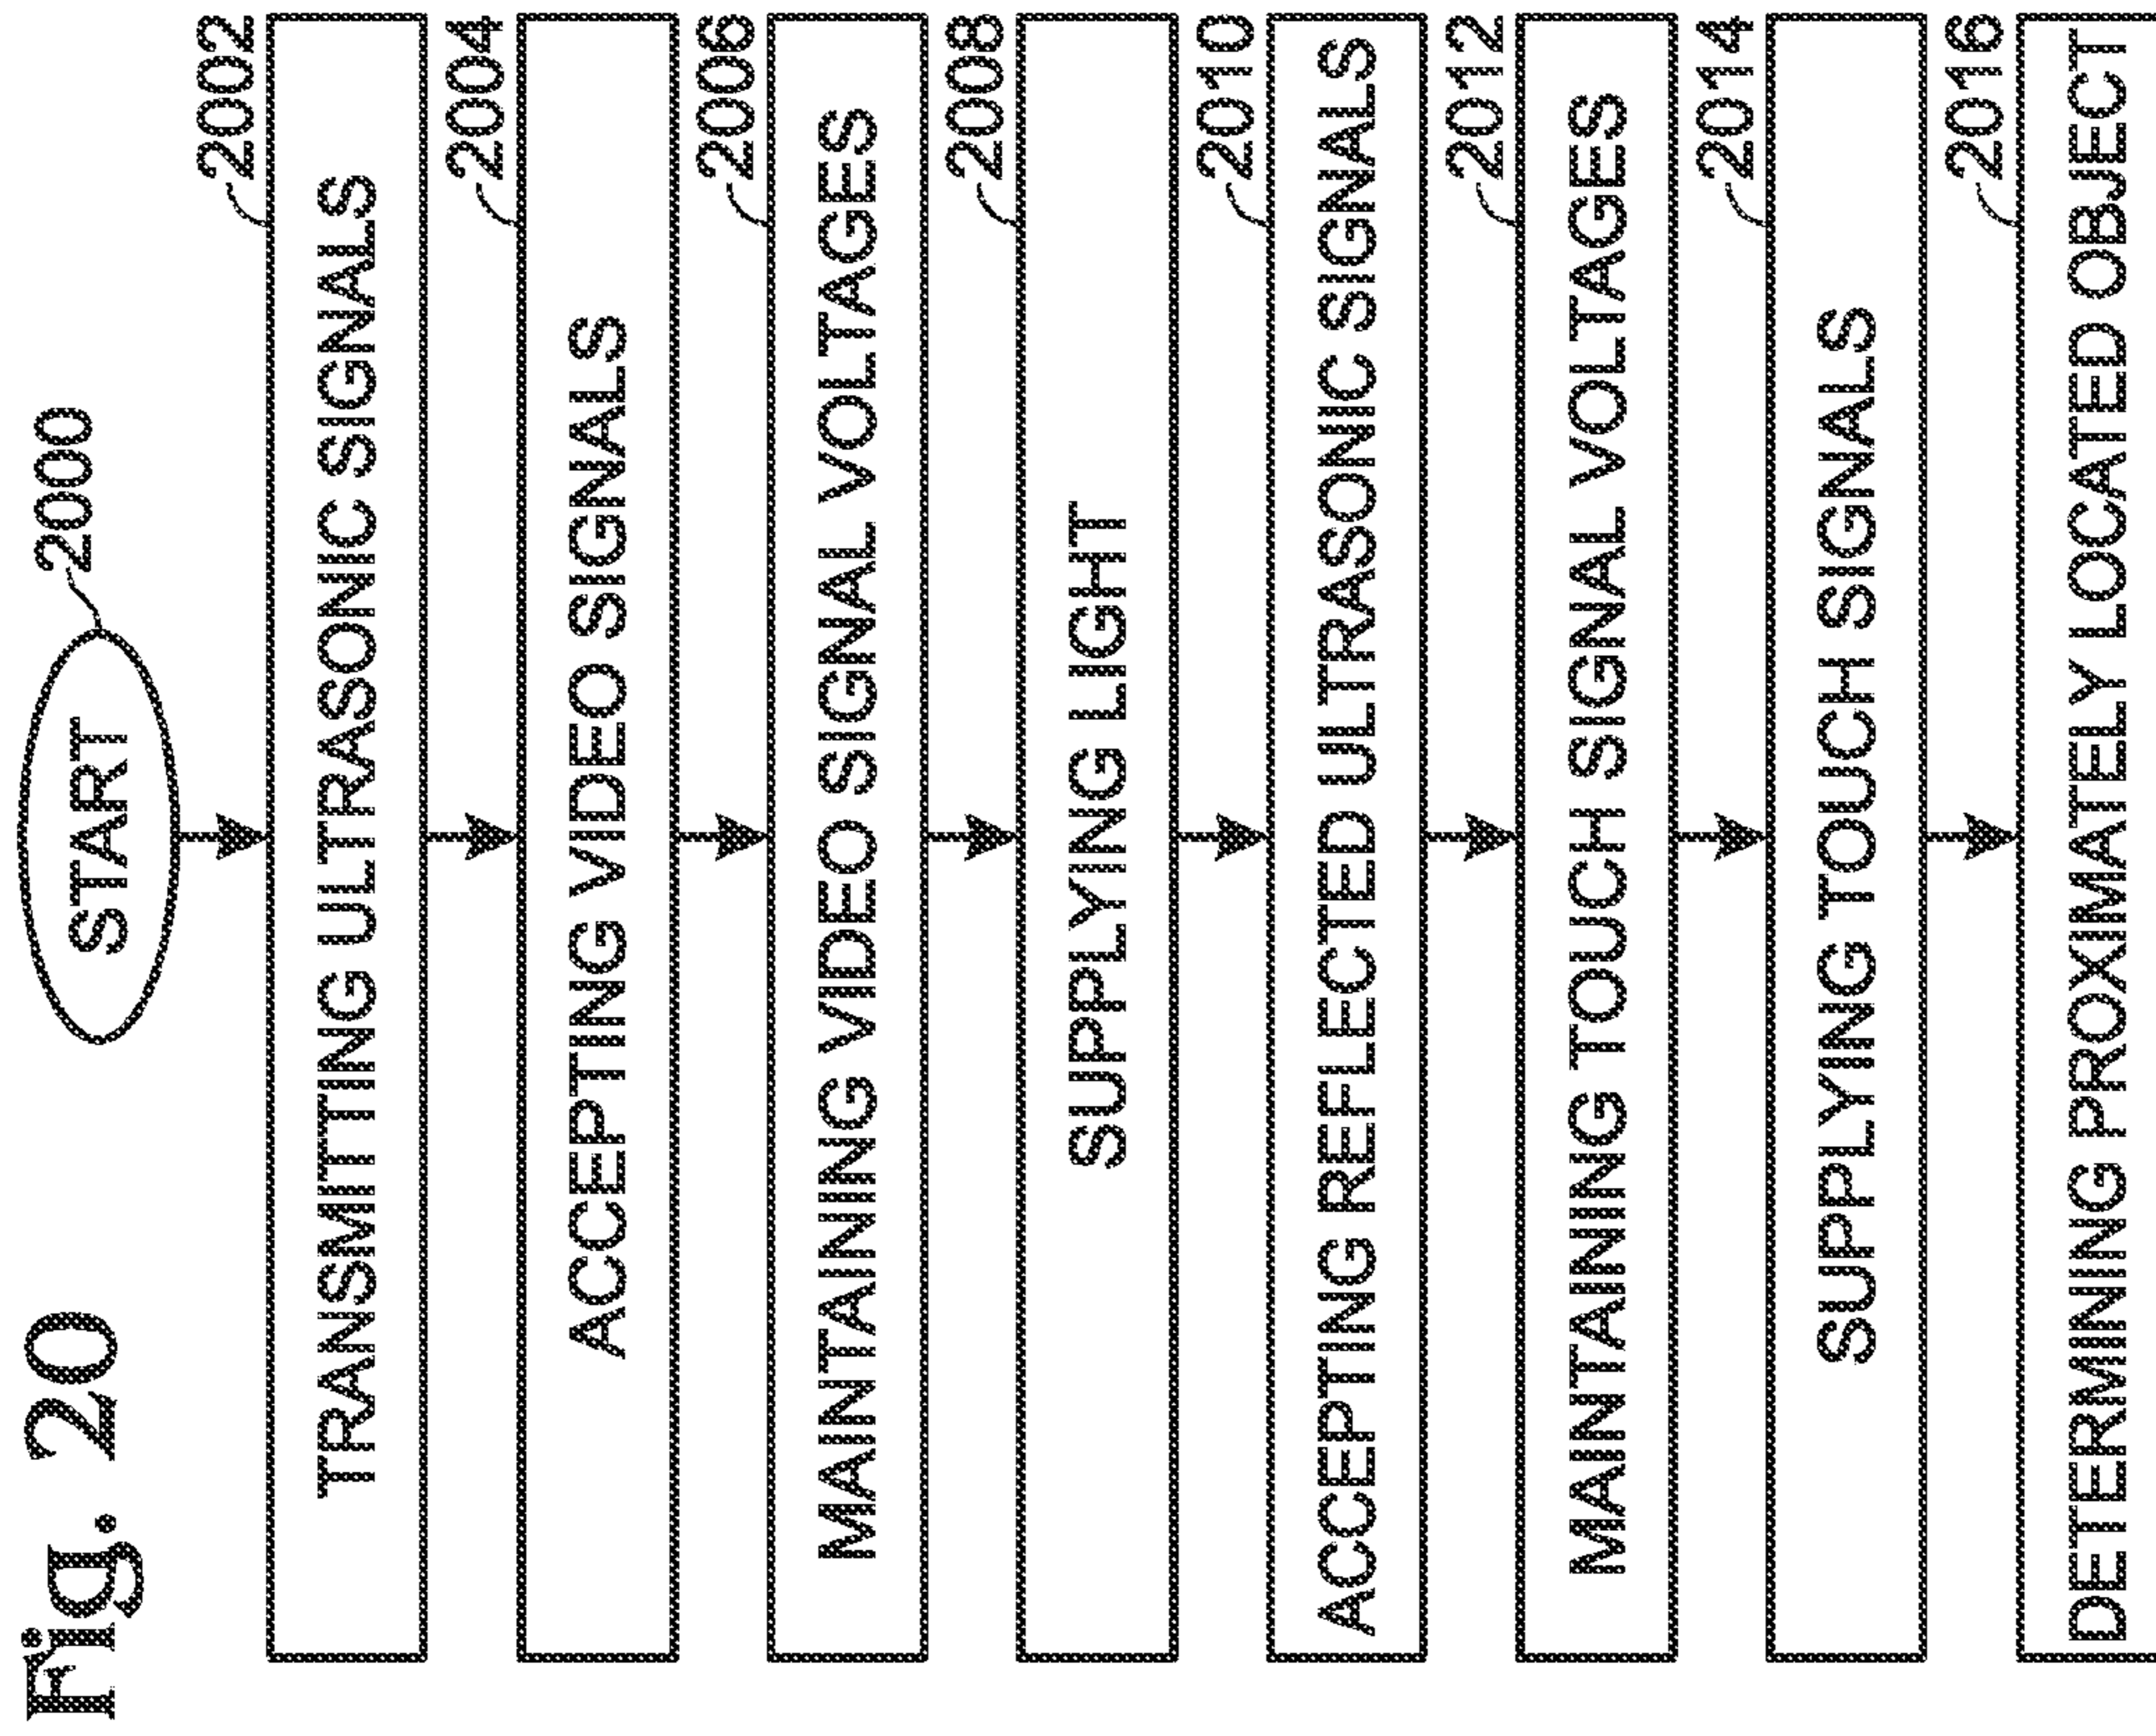 Fig. 20
START
2000
2002
TRANSMITTING ULTRASONIC SIGNALS
2004
ACCEPTING VIDEO SIGNALS
2006
MAINTAINING VIDEO SIGNAL VOLTAGES
2008
SUPPLYING LIGHT
2010
ACCEPTING REFLECTED ULTRASONIC SIGNALS
2012
MAINTAINING TOUCH SIGNAL VOLTAGES
2014
SUPPLYING TOUCH SIGNALS
2016
DETERMINING PROXIMATELY LOCATED OBJECT